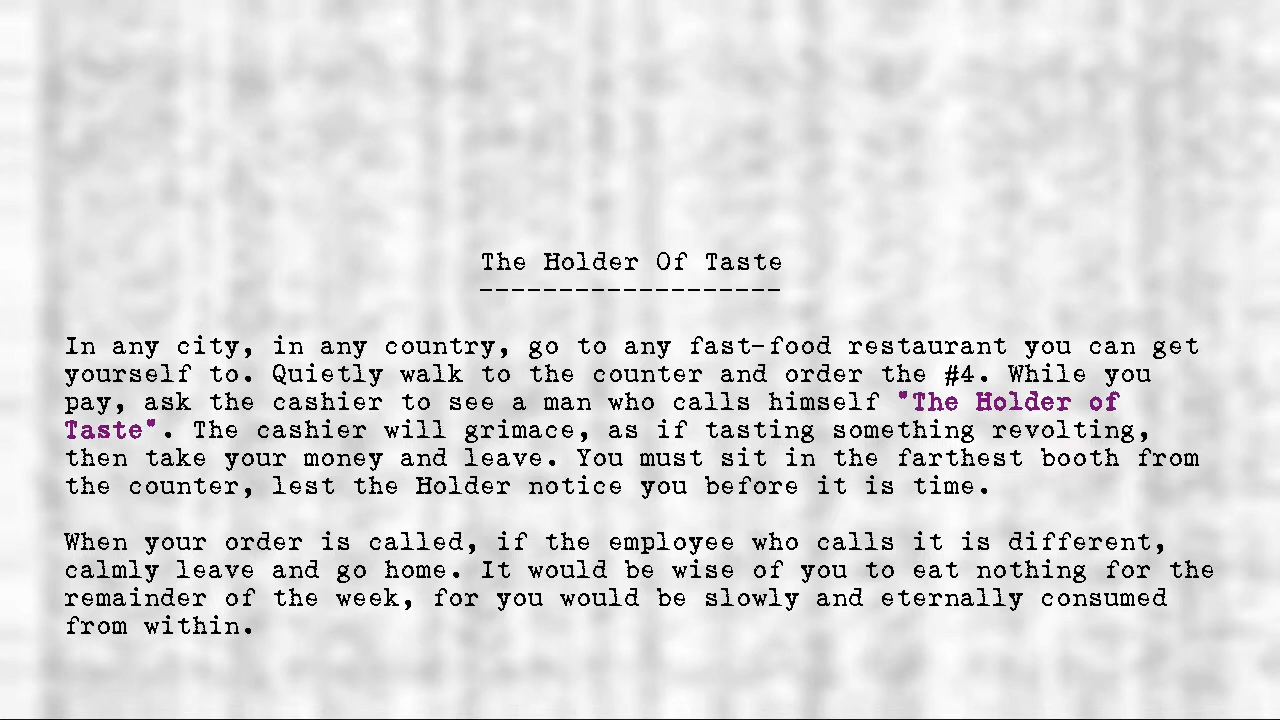 The Holder Of Taste
-------------------
In any city, in any country, go to any fast-food restaurant you can get
yourself to. Quietly walk to the counter and order the #4. While you
pay, ask the cashier to see a man who calls himself "The Holder of
Taste". The cashier will grimace, as if tasting something revolting,
then take your money and leave. You must sit in the farthest booth from
the counter, lest the Holder notice you before it is time.
When your order is called, if the employee who calls it is different,
calmly leave and go home. It would be wise of you to eat nothing for the
remainder of the week, for you would be slowly and eternally consumed
from within.